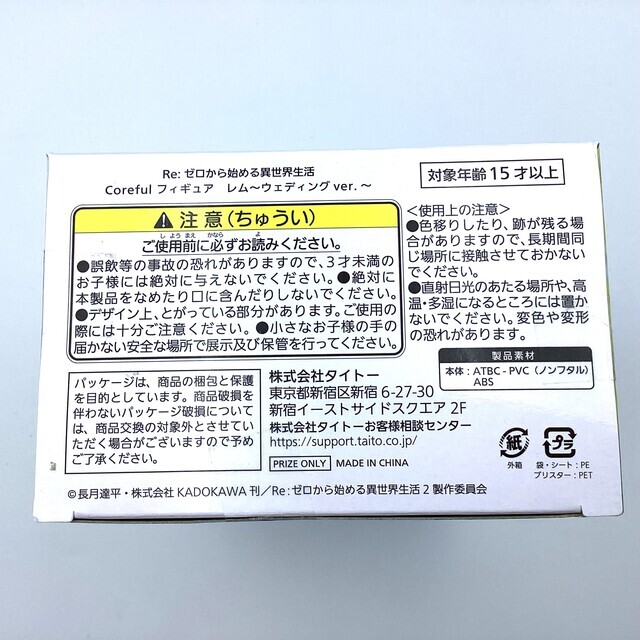 Re: ゼロから始める異世界生活
Coreful フィギュア　レム～ウェディング ver. ～
対象年齢 15 才以上
⚠ 注意 (ちゅうい)
しようまえ かなら よ
ご使用前に必ずお読みください。
●誤飲等の事故の恐れがありますので、3才未満の
お子様には絶対に与えないでください。●絶対に
本製品をなめたり口に含んだりしないでください。
●デザイン上、とがっている部分があります。ご使用の
際には十分ご注意ください。●小さなお子様の手の
届かない安全な場所で展示及び保管を行ってください。
＜使用上の注意＞
●色移りしたり、跡が残る場
合がありますので、長期間同
じ場所に接触させておかない
でください。
●直射日光のあたる場所や、高
温・多湿になるところには置か
ないでください。変色や変形
の恐れがあります。
製品素材
本体 : ATBC - PVC (ノンフタル)
ABS
パッケージは、商品の梱包と保護
を目的としています。商品破損を
伴わないパッケージ破損について
は、商品交換の対象外とさせてい
ただく場合がございますので予め
ご了承ください。
株式会社タイトー
東京都新宿区新宿 6-27-30
新宿イーストサイドスクエア 2F
株式会社タイトーお客様相談センター
https://support.taito.co.jp/
PRIZE ONLY MADE IN CHINA
紙
外箱
プラ
袋・シート : PE
ブリスター : PET
©長月達平・株式会社 KADOKAWA 刊／Re : ゼロから始める異世界生活 2 製作委員会